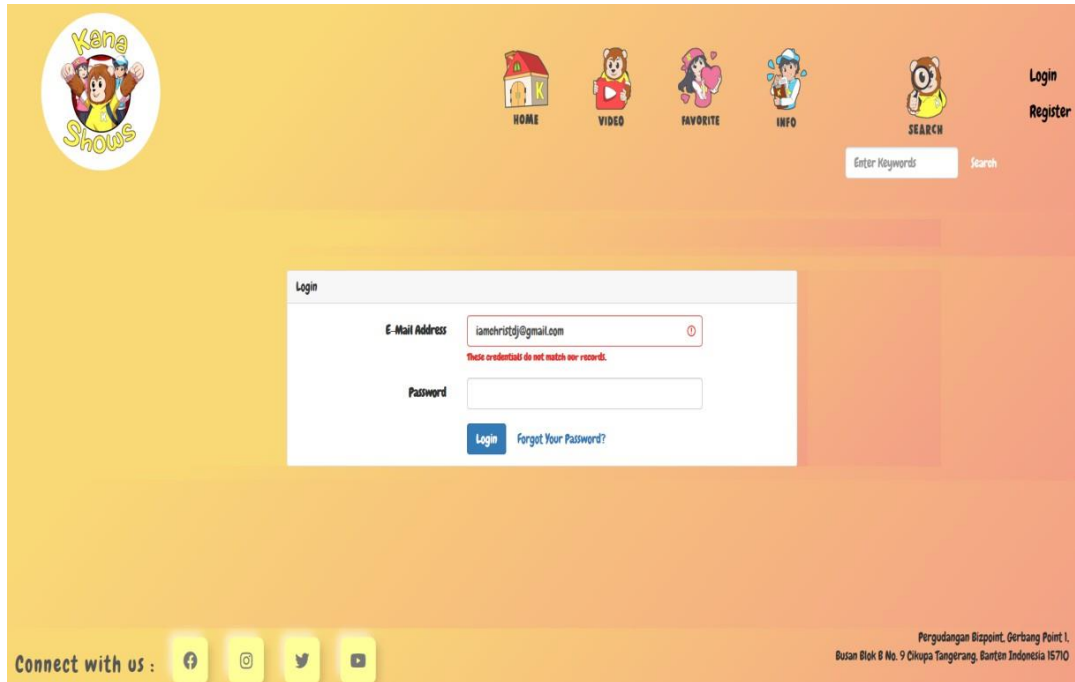 Kana
Shows
K
HOME
VIDEO
FAVORITE
INFO
SEARCH
Login
Register
Enter Keywords
Search
Login
E-Mail Address
iamchristdj@gmail.com
These credentials do not match our records.
Password
Login
Forgot Your Password?
Connect with us :
Pergudangan Bizpoint, Gerbang Point 1,
Busan Blok B No. 9 Cikupa Tangerang, Banten Indonesia 15710